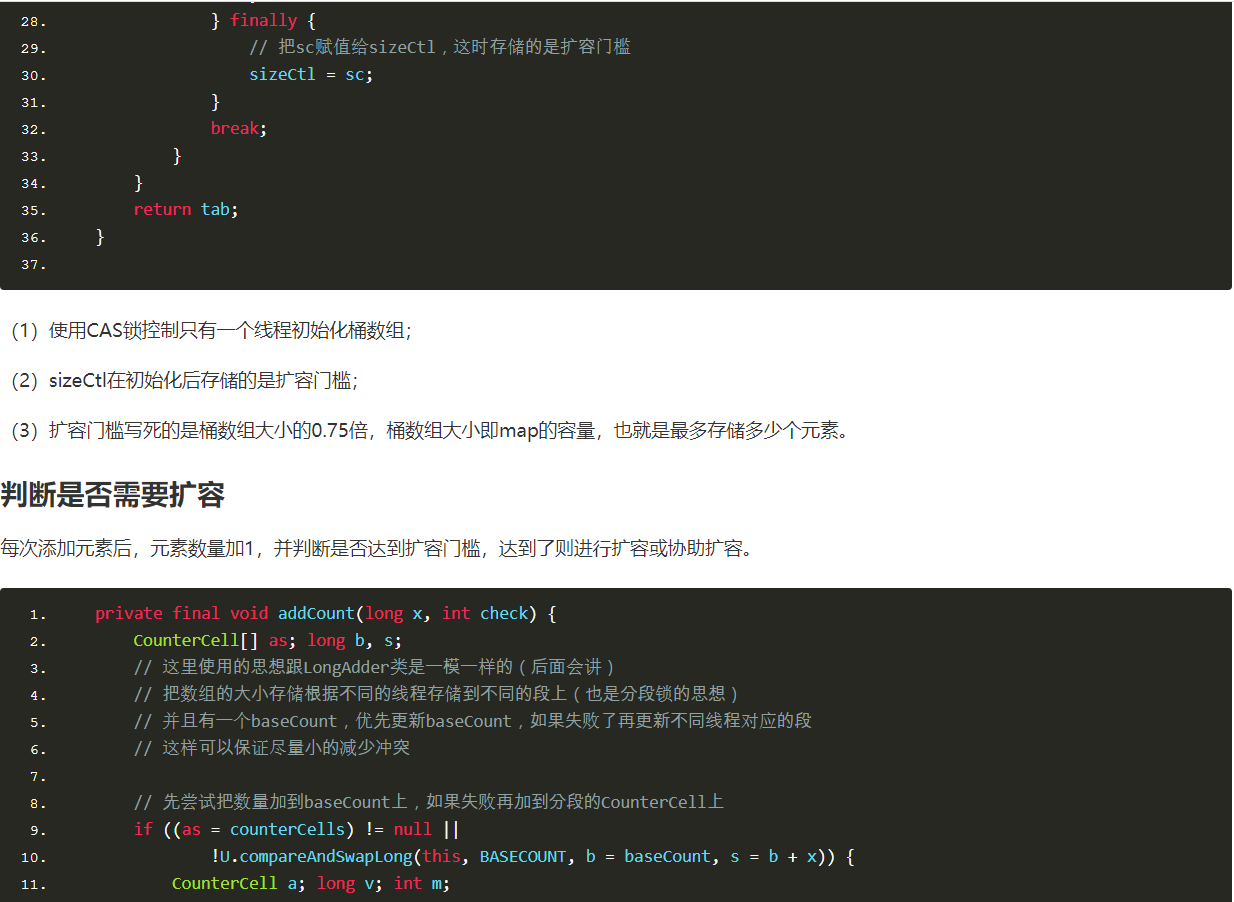 28. } finally {
29. // 把sc赋值给sizeCtl，这时存储的是扩容门槛
30. sizeCtl = sc;
31. }
32. break;
33. }
34. }
35. return tab;
36. }
37.
（1）使用CAS锁控制只有一个线程初始化桶数组；
（2）sizeCtl在初始化后存储的是扩容门槛；
（3）扩容门槛写死的是桶数组大小的0.75倍，桶数组大小即map的容量，也就是最多存储多少个元素。
判断是否需要扩容
每次添加元素后，元素数量加1，并判断是否达到扩容门槛，达到了则进行扩容或协助扩容。
1. private final void addCount(long x, int check) {
2. CounterCell[] as; long b, s;
3. // 这里使用的思想跟LongAdder类是一模一样的（后面会讲）
4. // 把数组的大小存储根据不同的线程存储到不同的段上（也是分段锁的思想）
5. // 并且有一个baseCount，优先更新baseCount，如果失败了再更新不同线程对应的段
6. // 这样可以保证尽量小的减少冲突
7.
8. // 先尝试把数量加到baseCount上，如果失败再加到分段的CounterCell上
9. if ((as = counterCells) != null ||
10. !U.compareAndSwapLong(this, BASECOUNT, b = baseCount, s = b + x)) {
11. CounterCell a; long v; int m;